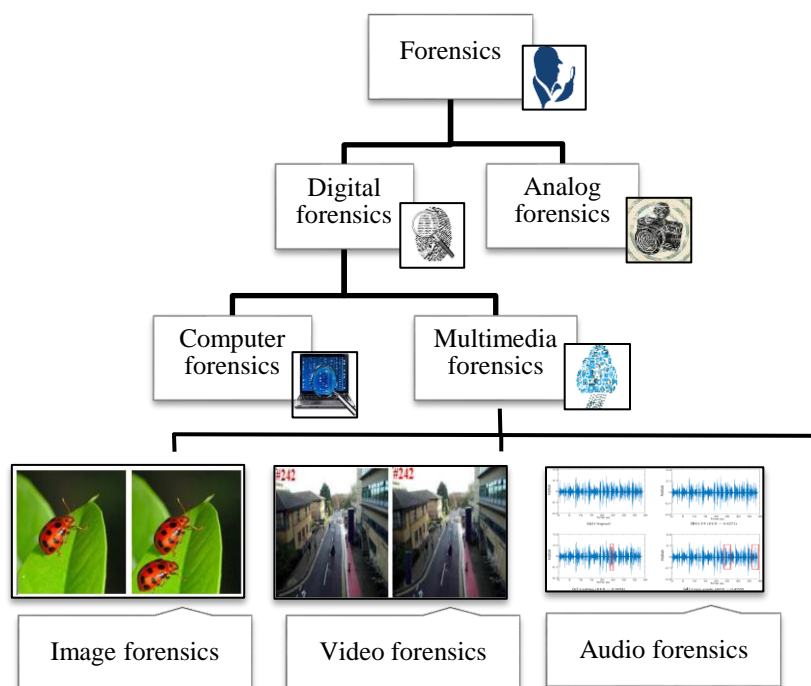 Forensics
Digital
forensics
Analog
forensics
Computer
forensics
Multimedia
forensics
#242
#242
Image forensics
Video forensics
Audio forensics